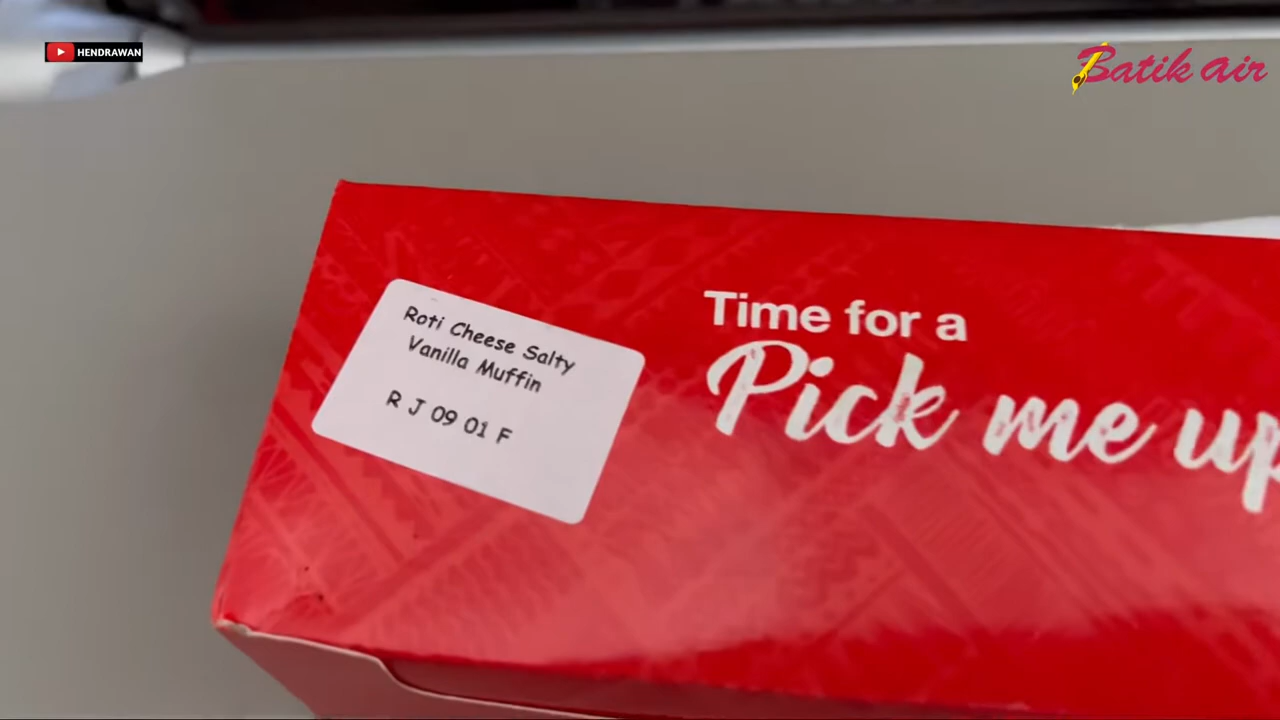 HENDRAWAN
Batik air
Roti Cheese Salty
Vanilla Muffin
R J 09 01 F
Time for a
Pick me up